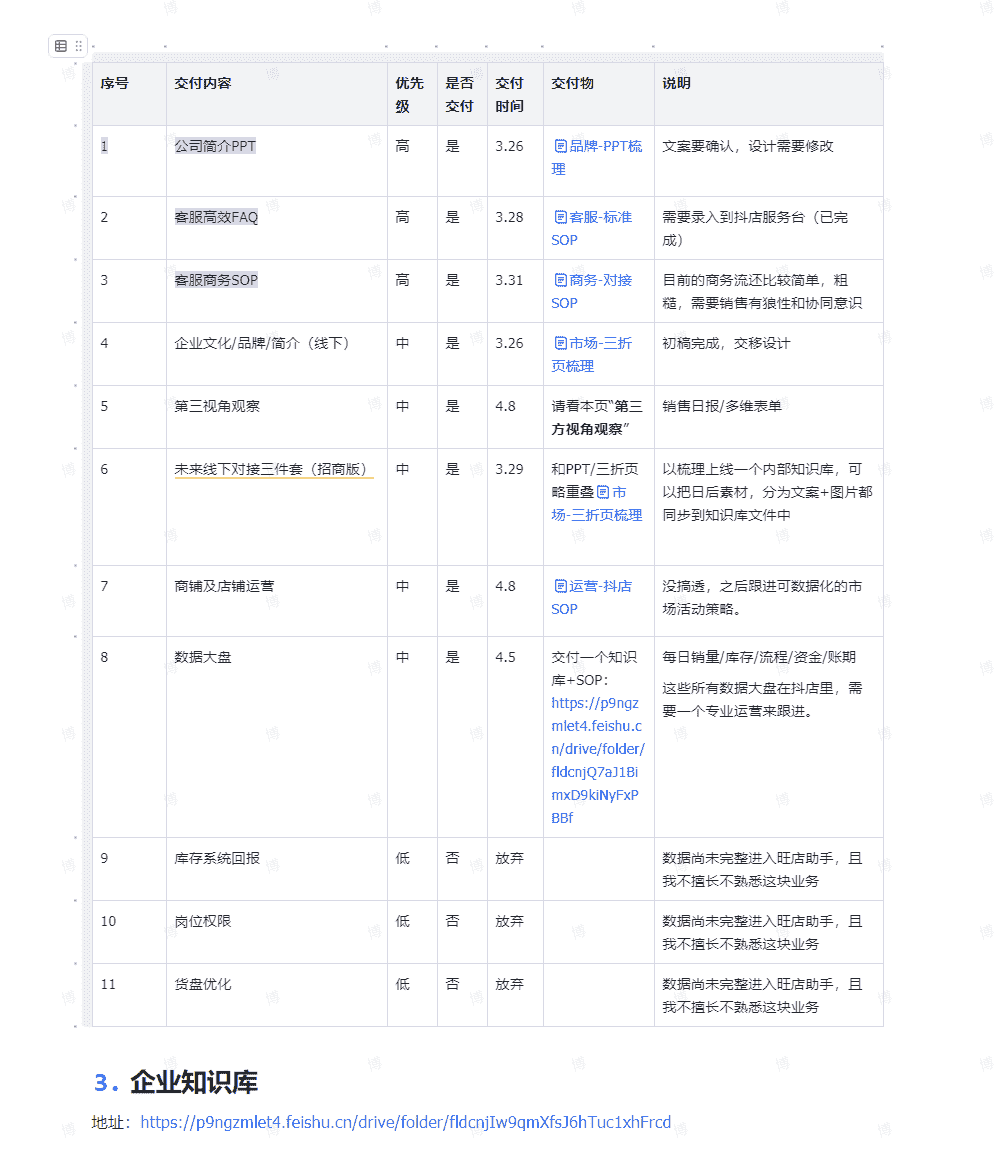 序号 交付内容 优先级 是否交付 交付时间 交付物 说明
1 公司简介PPT 高 是 3.26 品牌-PPT梳理 文案要确认，设计需要修改
2 客服高效FAQ 高 是 3.28 客服-标准SOP 需要录入到抖店服务台（已完成）
3 客服商务SOP 高 是 3.31 商务-对接SOP 目前的商务流还比较简单，粗糙，需要销售有狼性和协同意识
4 企业文化/品牌/简介（线下） 中 是 3.26 市场-三折页梳理 初稿完成，交移设计
5 第三视角观察 中 是 4.8 请看本页“第三方视角观察” 销售日报/多维表单
6 未来线下对接三件套（招商版） 中 是 3.29 和PPT/三折页略重叠市场-三折页梳理 以梳理上线一个内部知识库，可以把日后素材，分为文案+图片都同步到知识库文件中
7 商铺及店铺运营 中 是 4.8 运营-抖店SOP 没搞透，之后跟进可数据化的市场活动策略。
8 数据大盘 中 是 4.5 交付一个知识库+SOP：https://p9ngzmlet4.feishu.cn/drive/folder/fldcnjQ7aJ1BimxD9kiNyFxPBBf 每日销量/库存/流程/资金/账期
这些所有数据大盘在抖店里，需要一个专业运营来跟进。
9 库存系统回报 低 否 放弃 数据尚未完整进入旺店助手，且我不擅长不熟悉这块业务
10 岗位权限 低 否 放弃 数据尚未完整进入旺店助手，且我不擅长不熟悉这块业务
11 货盘优化 低 否 放弃 数据尚未完整进入旺店助手，且我不擅长不熟悉这块业务
3. 企业知识库
地址：https://p9ngzmlet4.feishu.cn/drive/folder/fldcnjIw9qmXfsJ6hTuc1xhFrcd
博